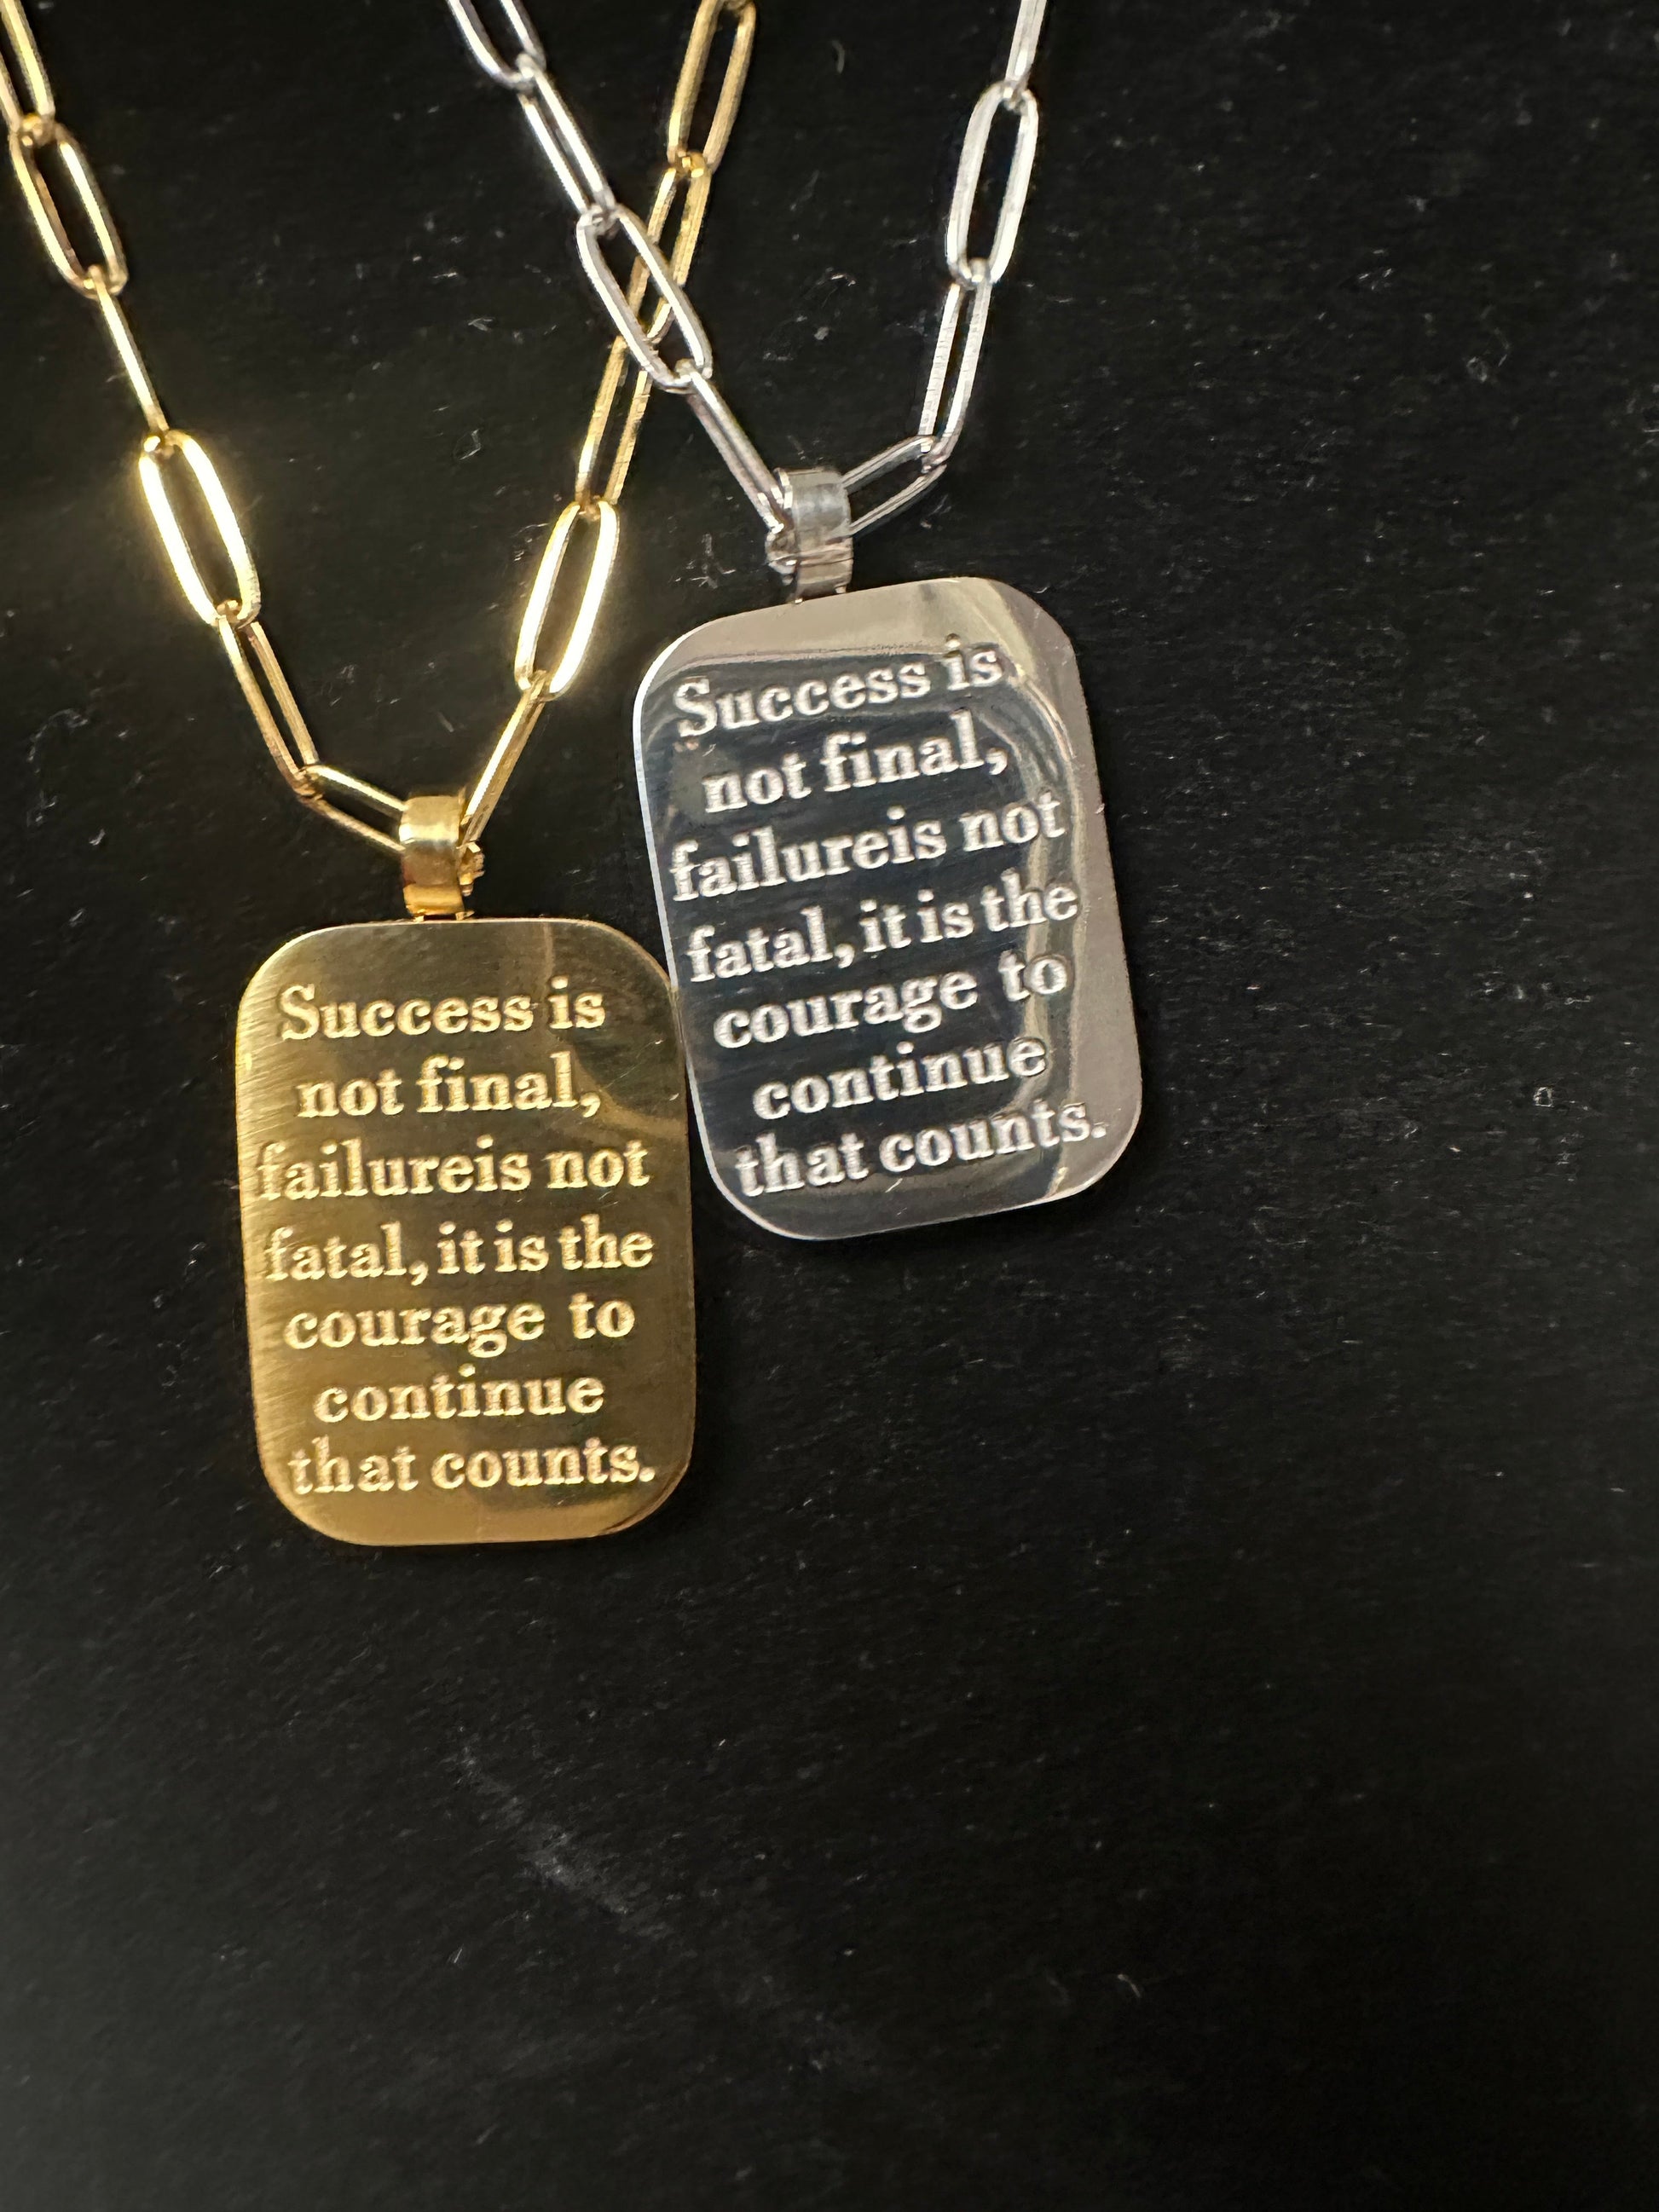 Success is
not final,
failureis not
fatal, it is the
courage to
continue
that counts.
Success is
not final,
failureis not
fatal, it is the
courage to
continue
that counts.